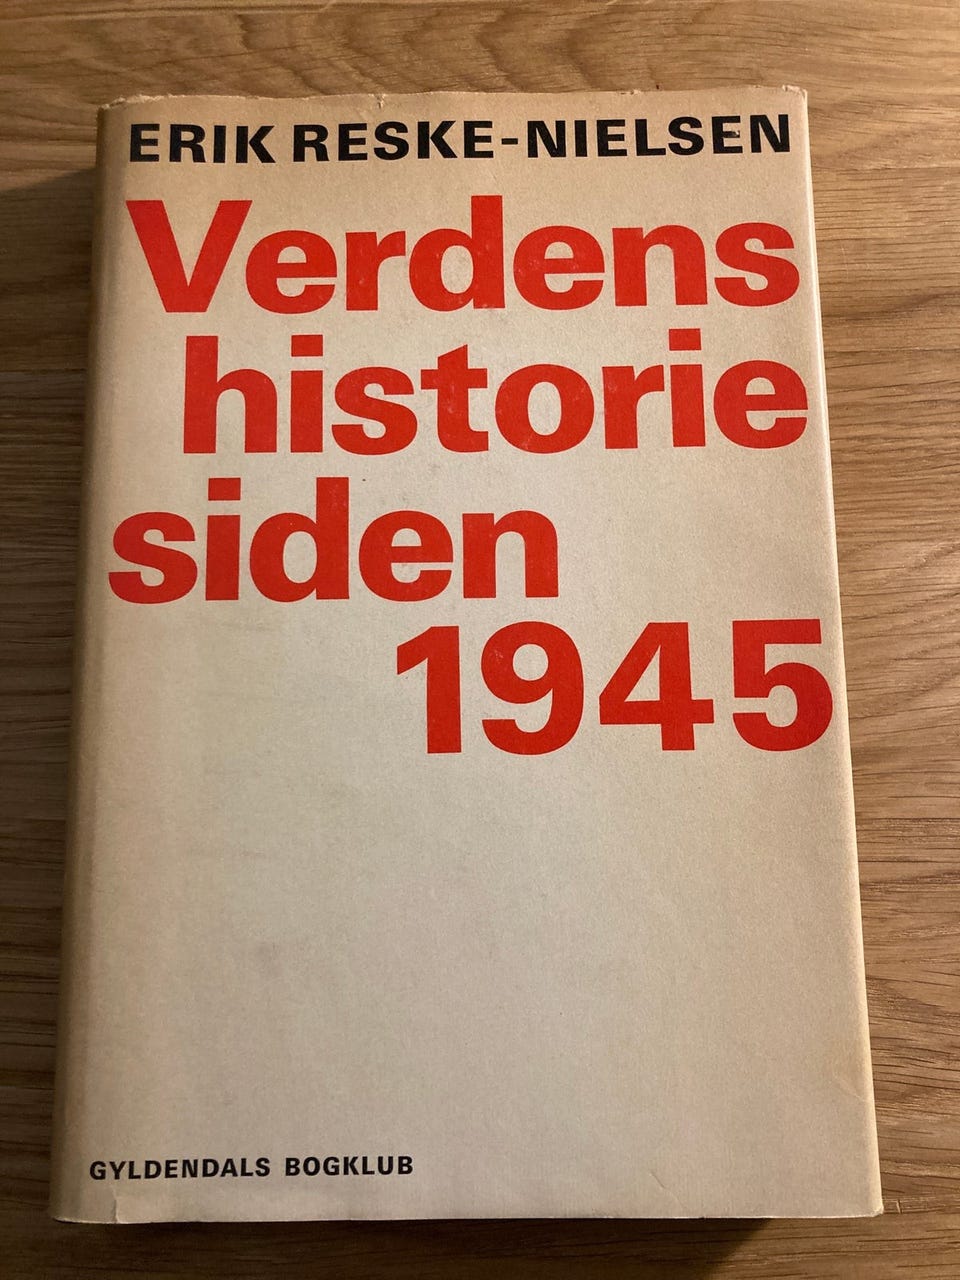 ERIK RESKE-NIELSEN
Verdens
historie
siden
1945
GYLDENDALS BOGKLUB